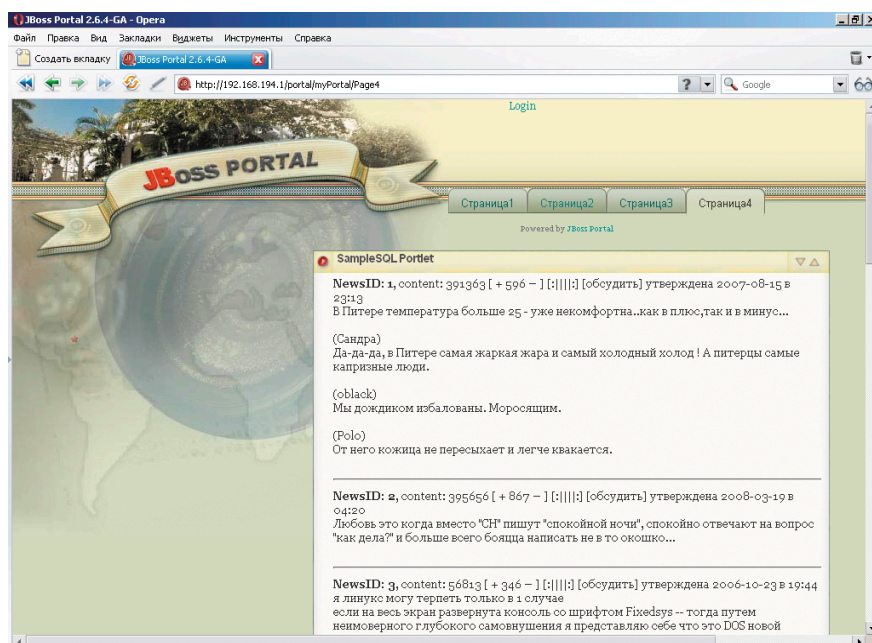 JBoss Portal 2.6.4-GA - Opera
Файл Правка Вид Закладки Виджеты Инструменты Справка
Создать вкладку JBoss Portal 2.6.4-GA
http://192.168.194.1/portal/myPortal/Page4 ? Google
Login
JBOSS PORTAL
Страница1 Страница2 Страница3 Страница4
Powered by JBoss Portal
SampleSQL Portlet
NewsID: 1, content: 391363 [ + 596 − ] [:||||:] [обсудить] утверждена 2007-08-15 в
23:13
В Питере температура больше 25 - уже некомфортна..как в плюс,так и в минус...
(Сандра)
Да-да-да, в Питере самая жаркая жара и самый холодный холод ! А питерцы самые
капризные люди.
(oblack)
Мы дождиком избалованы. Моросящим.
(Polo)
От него кожица не пересыхает и легче квакается.
NewsID: 2, content: 395656 [ + 867 − ] [:||||:] [обсудить] утверждена 2008-03-19 в
04:20
Любовь это когда вместо "СН" пишут "спокойной ночи", спокойно отвечают на вопрос
"как дела?" и больше всего бояцца написать не в то окошко...
NewsID: 3, content: 56813 [ + 346 − ] [:||||:] [обсудить] утверждена 2006-10-23 в 19:44
я линукс могу терпеть только в 1 случае
если на весь экран развернута консоль со шрифтом Fixedsys -- тогда путем
неимоверного глубокого самовнушения я представляю себе что это DOS новой